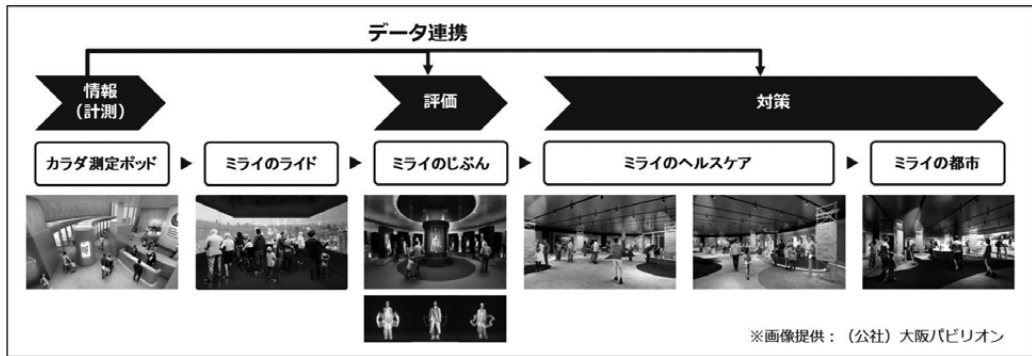 データ連携
情報
(計測)
評価
対策
カラダ測定ポッド
ミライのライド
ミライのじぶん
ミライのヘルスケア
ミライの都市
※画像提供：（公社）大阪パビリオン